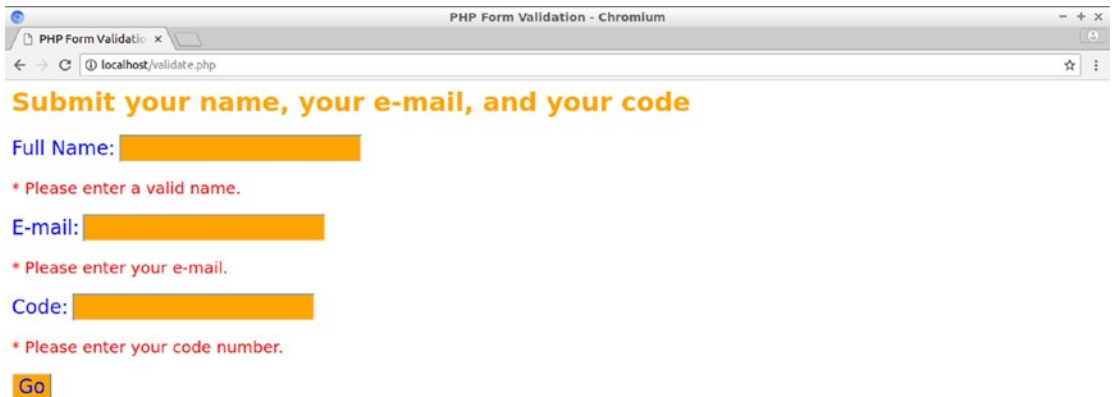 PHP Form Validation - Chromium
PHP Form Validatio
localhost/validate.php
Submit your name, your e-mail, and your code
Full Name:
* Please enter a valid name.
E-mail:
* Please enter your e-mail.
Code:
* Please enter your code number.
Go